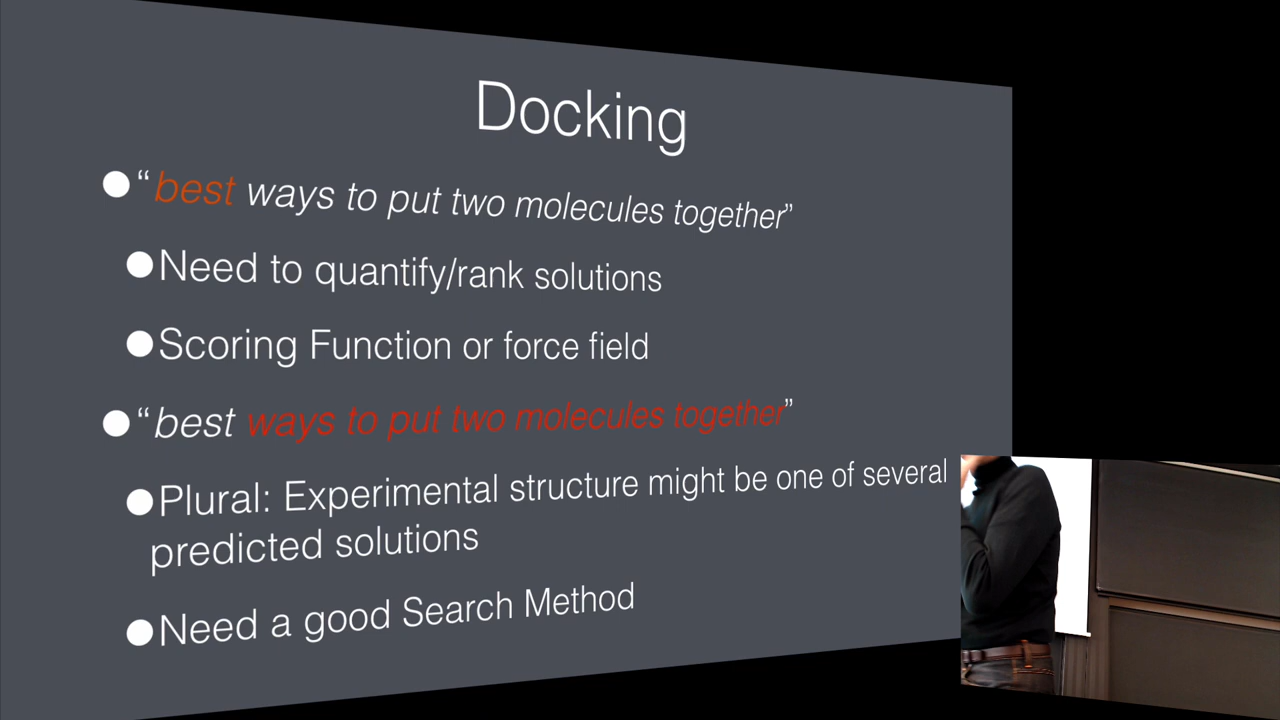 Docking
“best ways to put two molecules together”
Need to quantify/rank solutions
Scoring Function or force field
“best ways to put two molecules together”
Plural: Experimental structure might be one of several
predicted solutions
Need a good Search Method